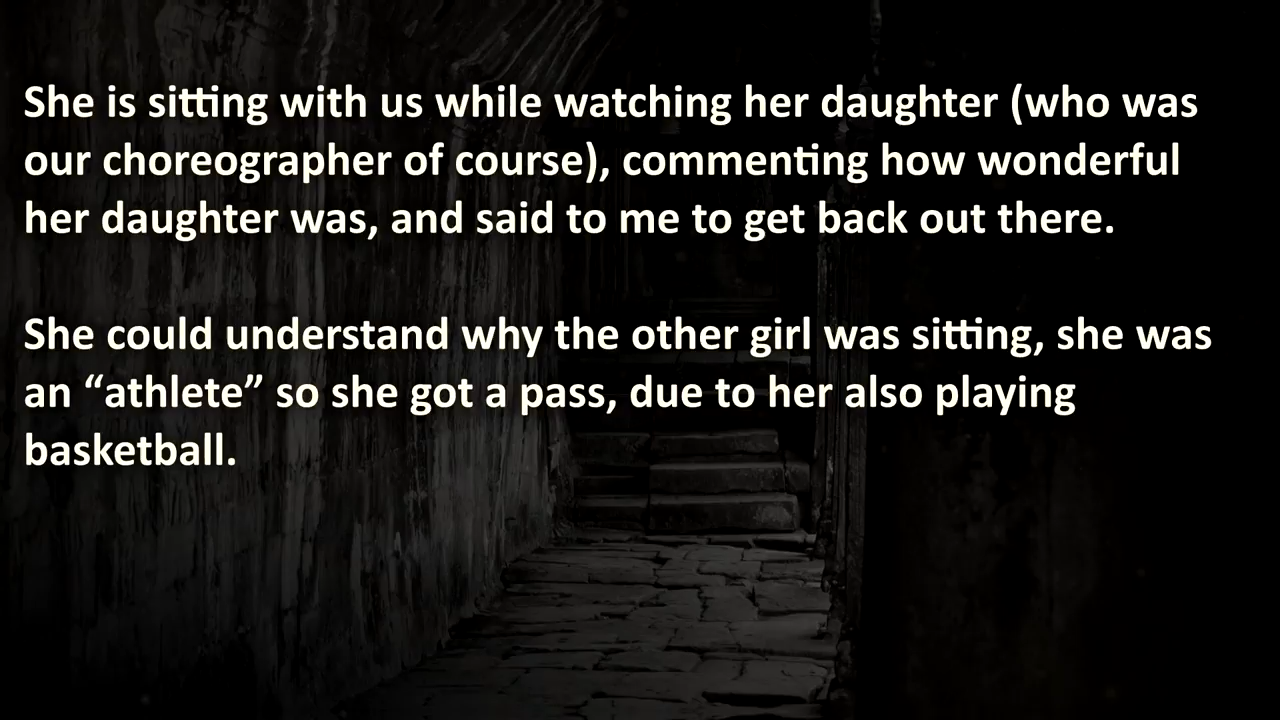 She is sitting with us while watching her daughter (who was
our choreographer of course), commenting how wonderful
her daughter was, and said to me to get back out there.
She could understand why the other girl was sitting, she was
an “athlete” so she got a pass, due to her also playing
basketball.